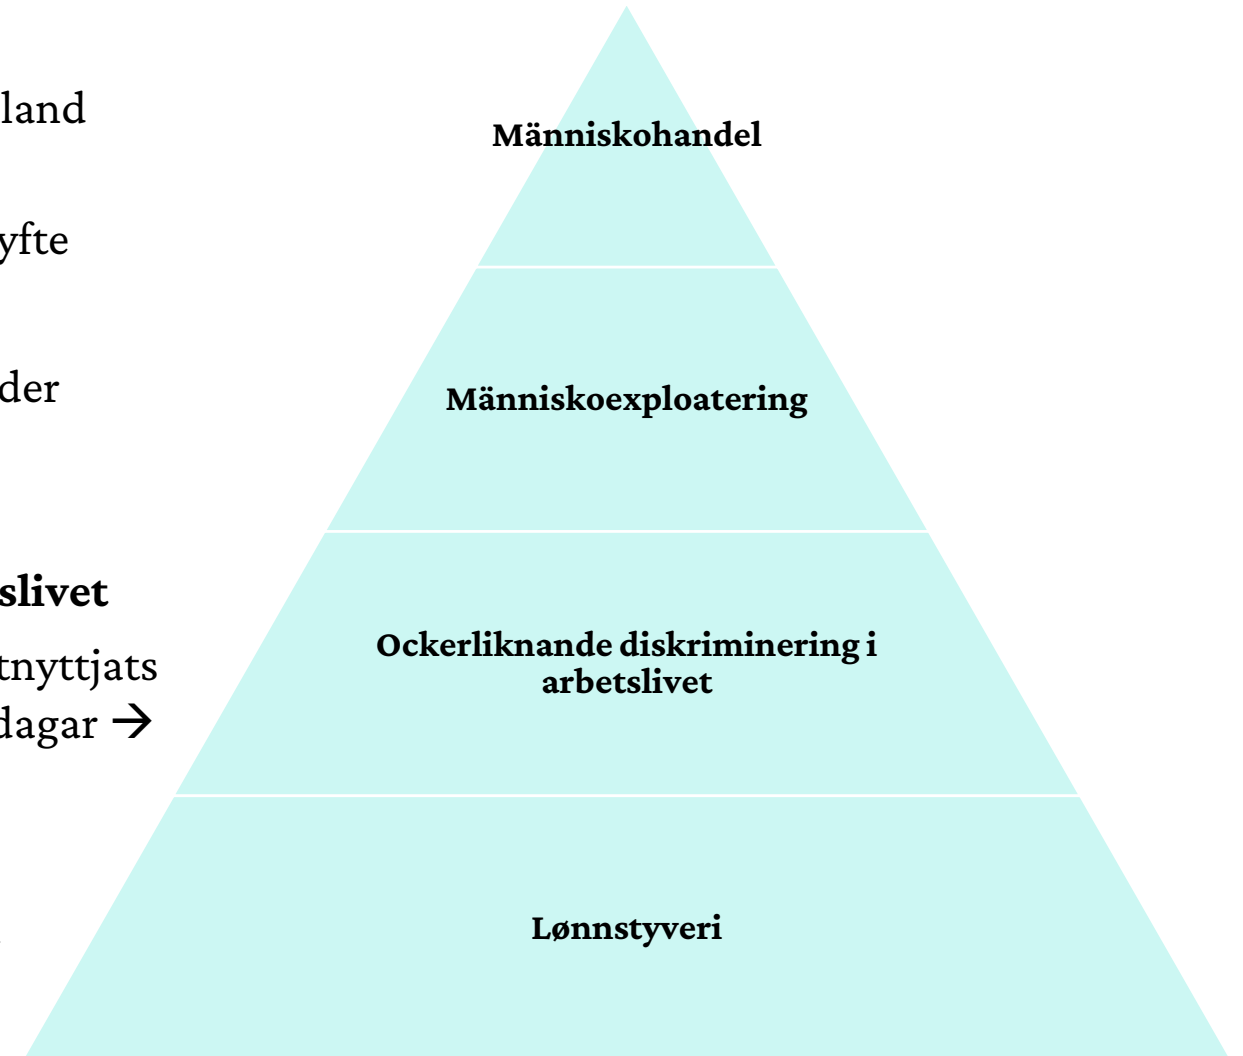 land
yfte
der
slivet
tnyttjats
dagar →
Människohandel
Människoexploatering
Ockerliknande diskriminering i
arbetslivet
Lønnstyveri